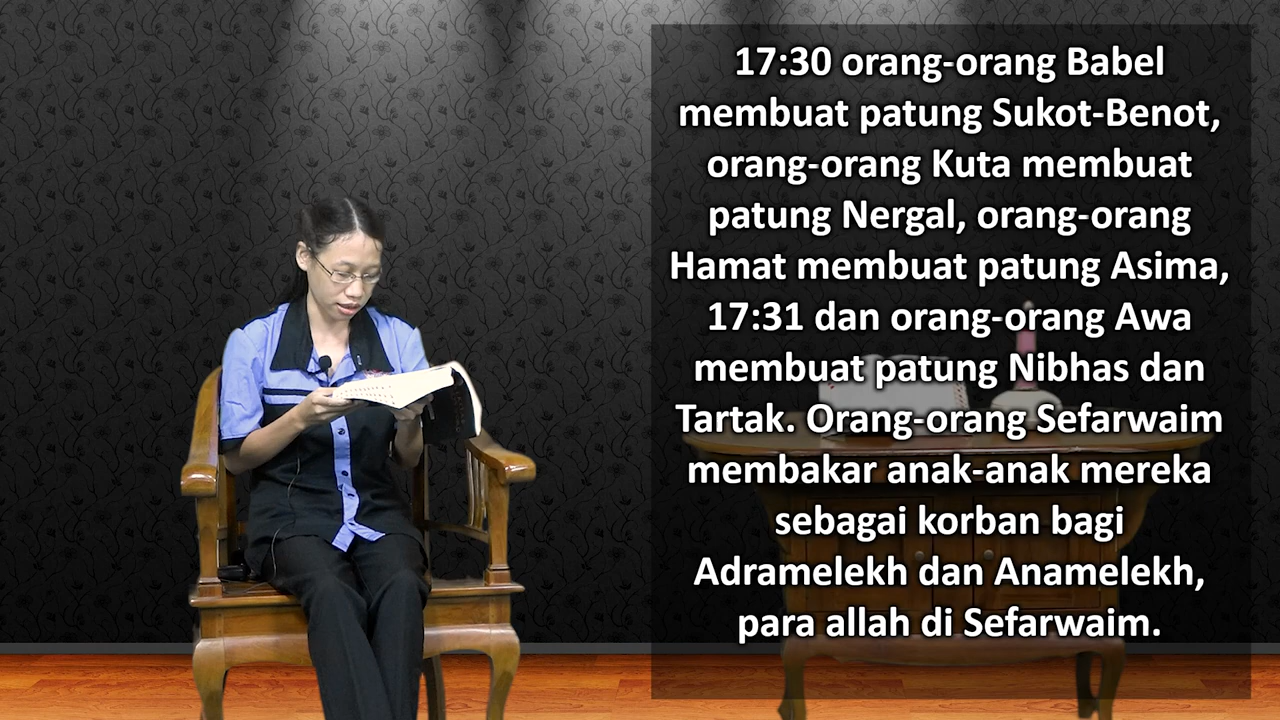 17:30 orang-orang Babel
membuat patung Sukot-Benot,
orang-orang Kuta membuat
patung Nergal, orang-orang
Hamat membuat patung Asima,
17:31 dan orang-orang Awa
membuat patung Nibhas dan
Tartak. Orang-orang Sefarwaim
membakar anak-anak mereka
sebagai korban bagi
Adramelekh dan Anamelekh,
para allah di Sefarwaim.